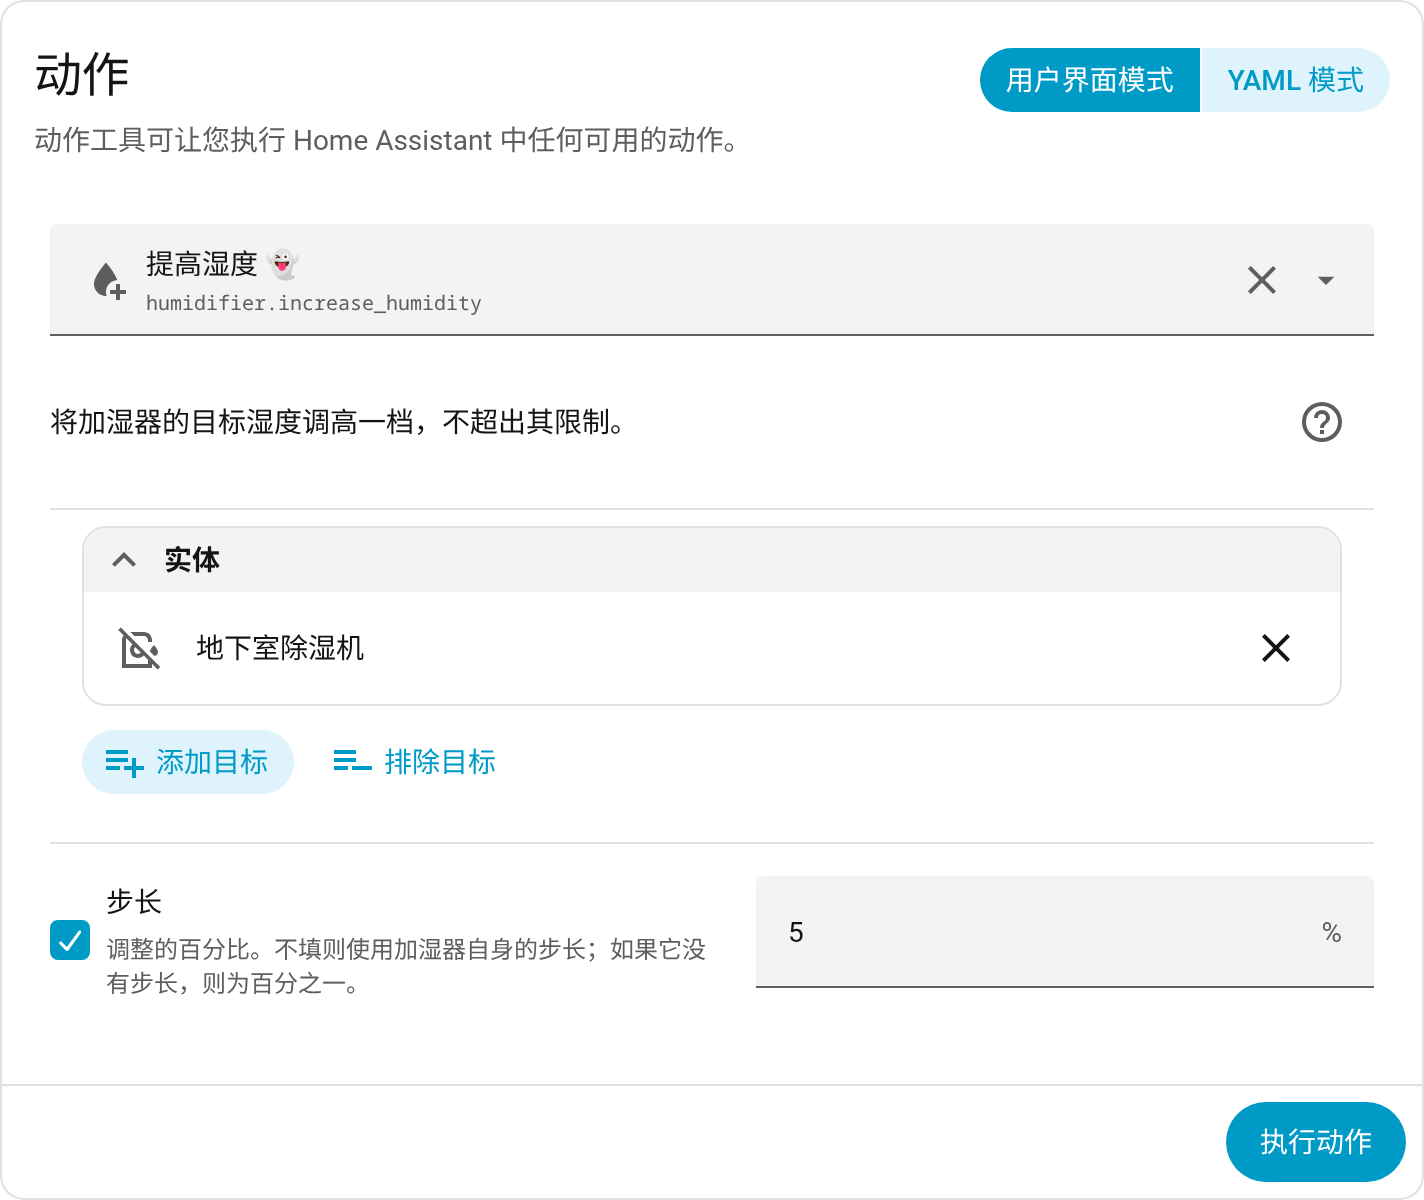 动作
用户界面模式
YAML 模式
动作工具可让您执行 Home Assistant 中任何可用的动作。
提高湿度 👻
humidifier.increase_humidity
将加湿器的目标湿度调高一档，不超出其限制。
实体
地下室除湿机
添加目标
排除目标
步长
调整的百分比。不填则使用加湿器自身的步长；如果它没
有步长，则为百分之一。
5
%
执行动作